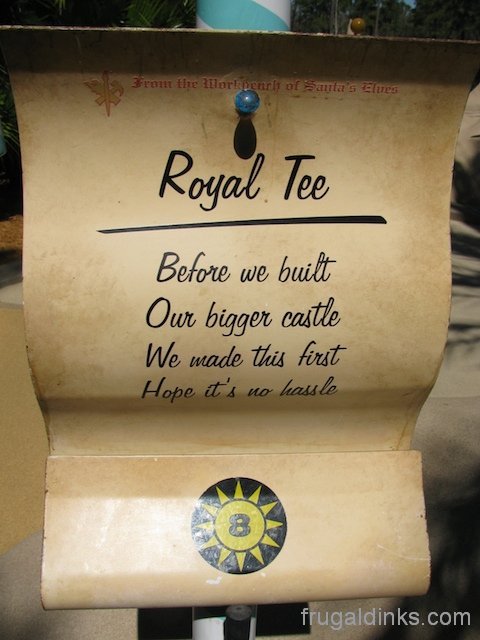 From the Workbench of Santa's Elves
Royal Tee
Before we built
Our bigger castle
We made this first
Hope it's no hassle
8
frugaldinks.com